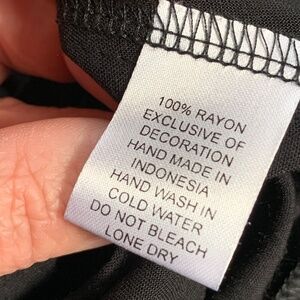 100% RAYON
EXCLUSIVE OF
DECORATION
HAND MADE IN
INDONESIA
HAND WASH IN
COLD WATER
DO NOT BLEACH
LONE DRY